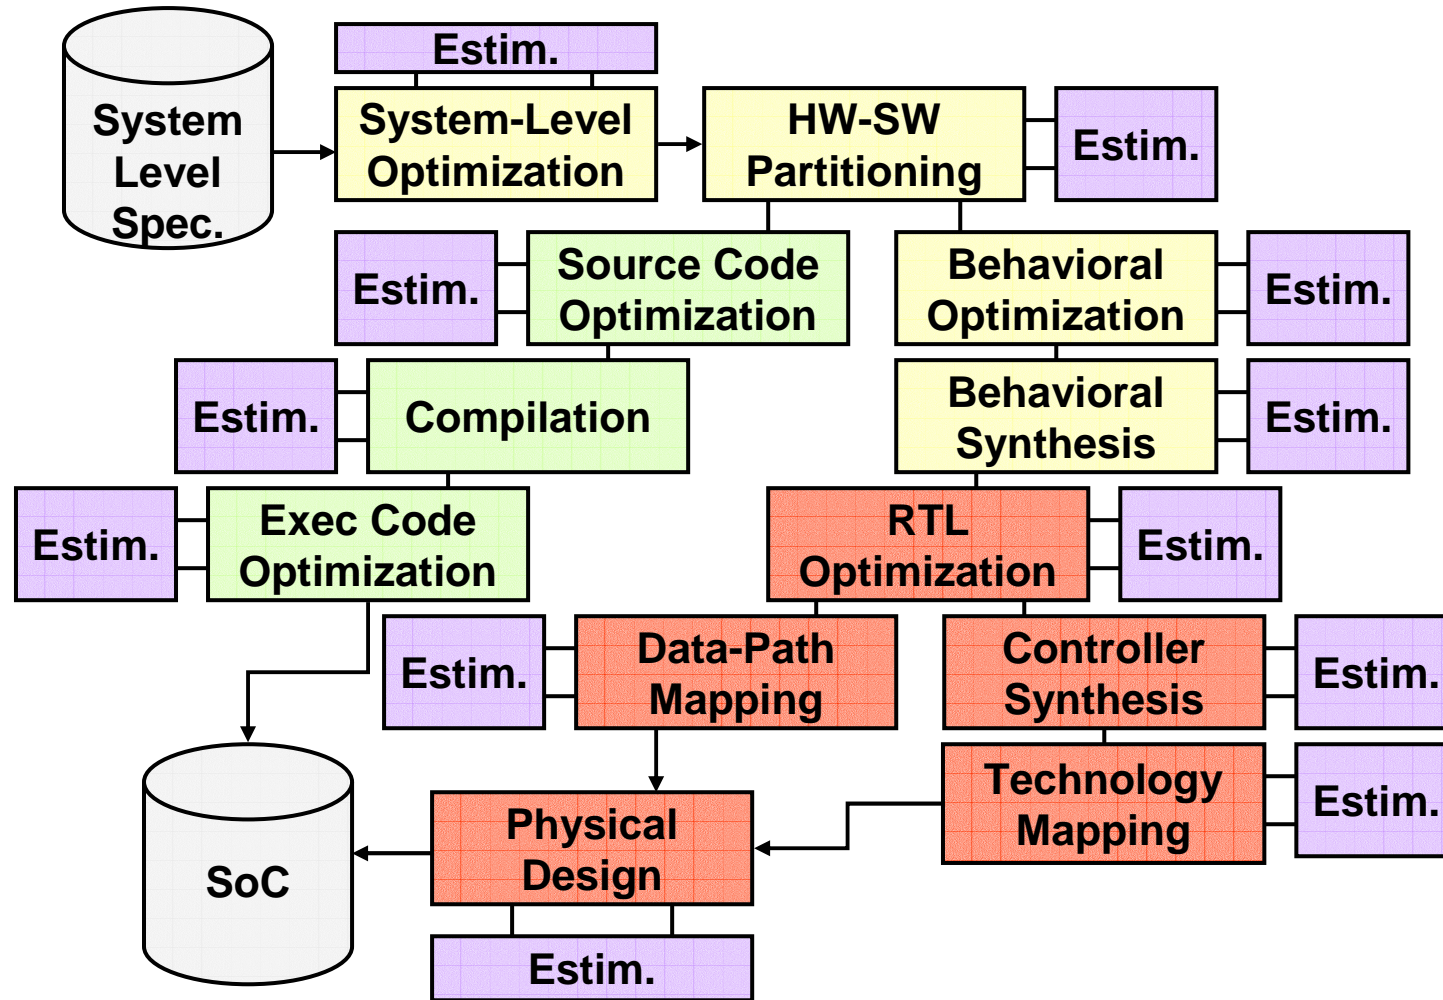 Estim.
System
Level
Spec.
System-Level
Optimization
HW-SW
Partitioning
Estim.
Estim.
Source Code
Optimization
Behavioral
Optimization
Estim.
Estim.
Compilation
Behavioral
Synthesis
Estim.
Estim.
Exec Code
Optimization
RTL
Optimization
Estim.
Estim.
Data-Path
Mapping
Controller
Synthesis
Estim.
SoC
Physical
Design
Technology
Mapping
Estim.
Estim.